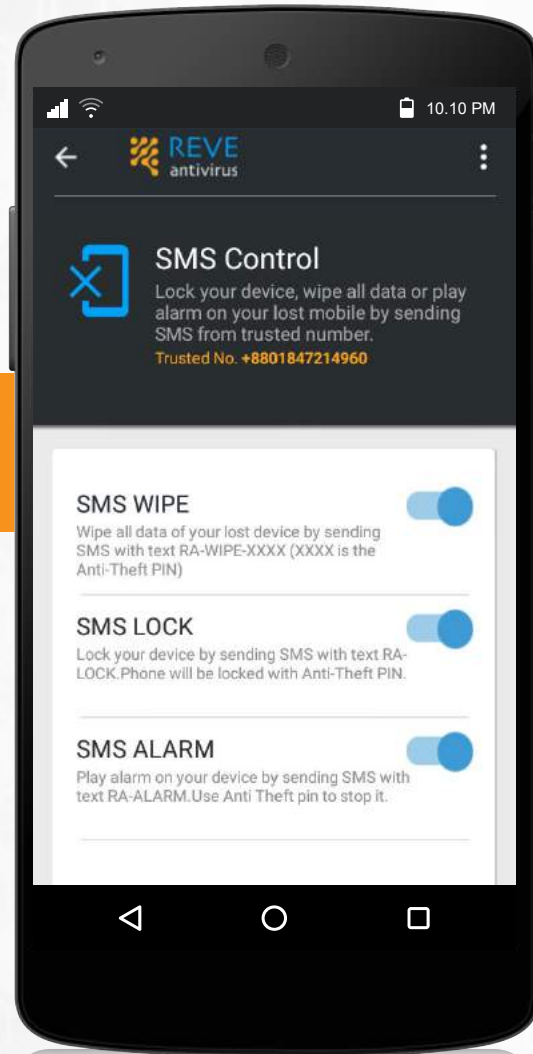 10.10 PM
REVE
antivirus
SMS Control
Lock your device, wipe all data or play
alarm on your lost mobile by sending
SMS from trusted number.
Trusted No. +8801847214960
SMS WIPE
Wipe all data of your lost device by sending
SMS with text RA-WIPE-XXXX (XXXX is the
Anti-Theft PIN)
SMS LOCK
Lock your device by sending SMS with text RA-
LOCK.Phone will be locked with Anti-Theft PIN.
SMS ALARM
Play alarm on your device by sending SMS with
text RA-ALARM.Use Anti Theft pin to stop it.